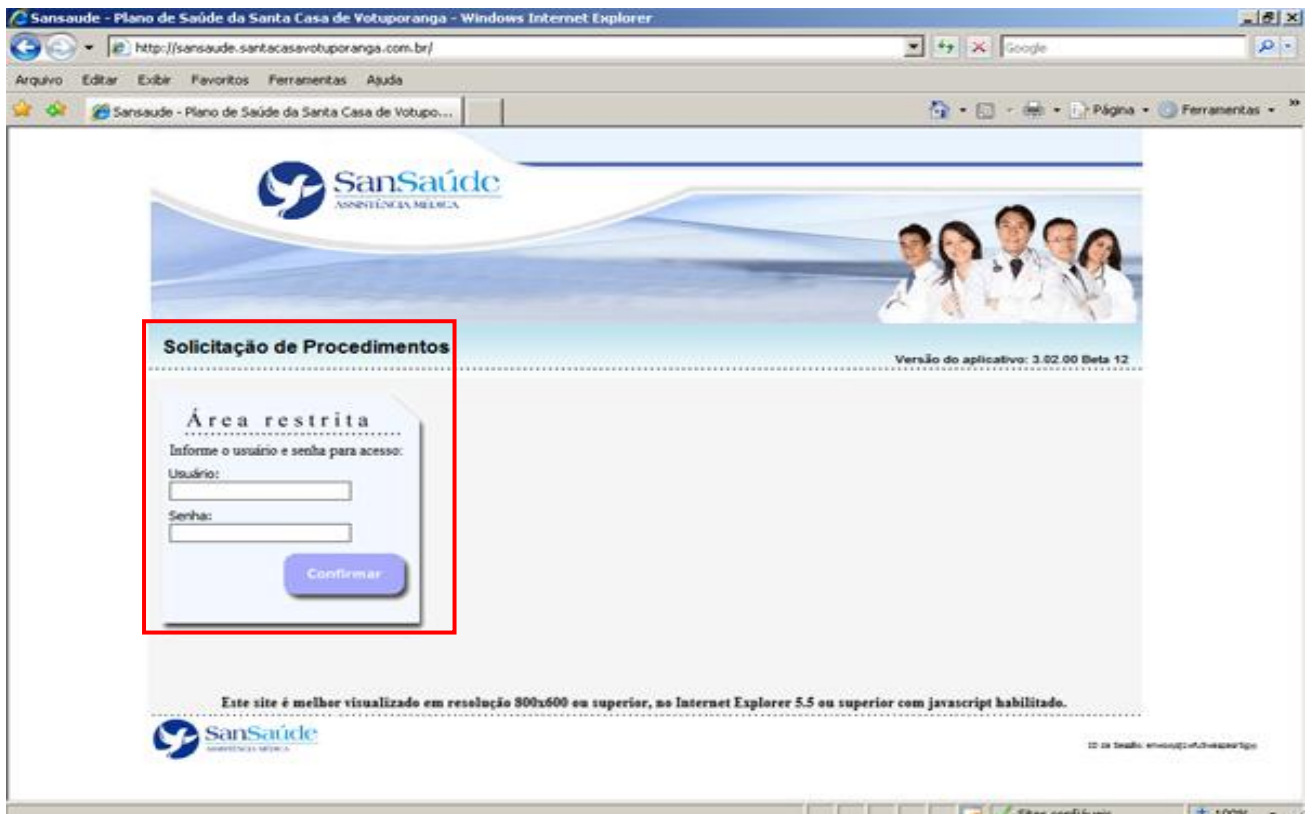 Sansaude - Plano de Saúde da Santa Casa de Votuporanga - Windows Internet Explorer
http://sansaude.santacasavotuporanga.com.br/
Google
Arquivo Editar Exibir Favoritos Ferramentas Ajuda
Sansaude - Plano de Saúde da Santa Casa de Votupo...
Página Ferramentas
SanSaúde
ASSISTÊNCIA MÉDICA
Solicitação de Procedimentos
Versão do aplicativo: 3.02.00 Beta 12
Área restrita
Informe o usuário e senha para acesso:
Usuário:
Senha:
Confirmar
Este site é melhor visualizado em resolução 800x600 ou superior, no Internet Explorer 5.5 ou superior com javascript habilitado.
SanSaúde
ASSISTÊNCIA MÉDICA
Sites confiáveis 100%